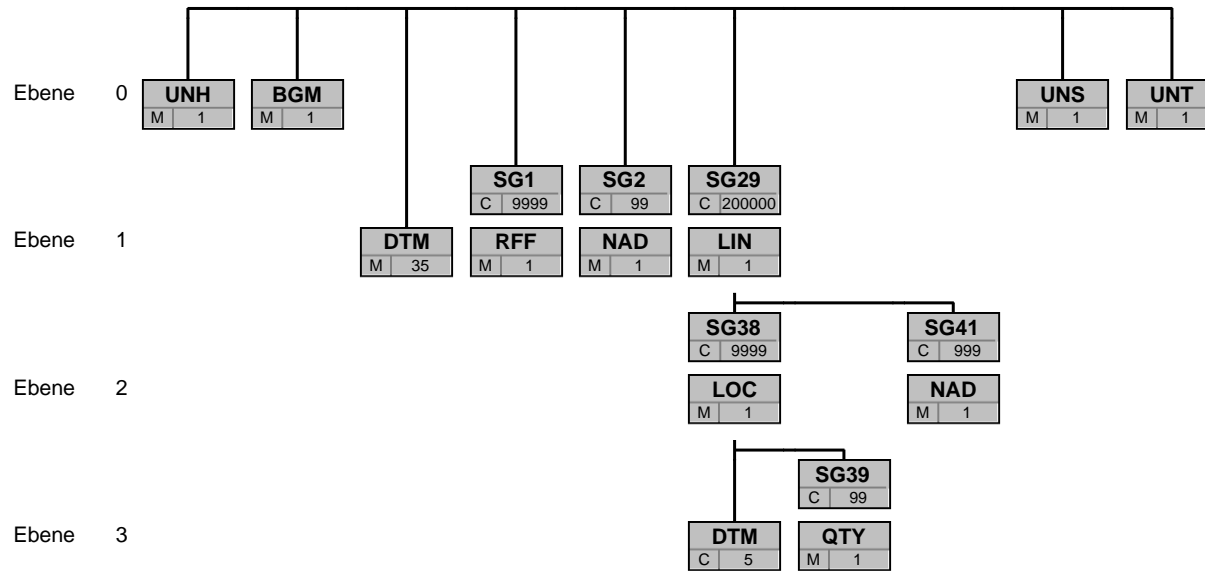 Ebene 0 UNH BGM UNS UNT
M 1 M 1 M 1 M 1
SG1 SG2 SG29
C 9999 C 99 C 200000
Ebene 1 DTM RFF NAD LIN
M 35 M 1 M 1 M 1
SG38 SG41
C 9999 C 999
Ebene 2 LOC NAD
M 1 M 1
SG39
C 99
Ebene 3 DTM QTY
C 5 M 1